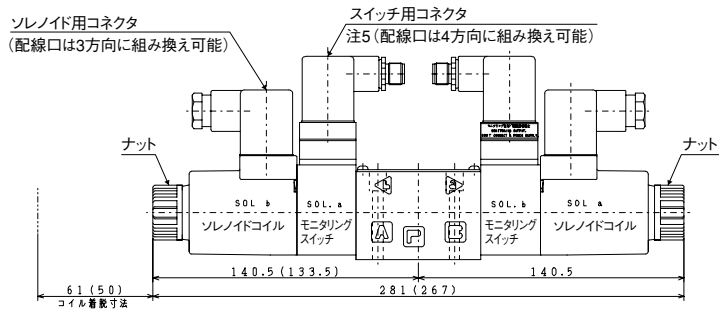 ソレノイド用コネクタ
(配線口は3方向に組み換え可能)
スイッチ用コネクタ
注5(配線口は4方向に組み換え可能)
ナット
ナット
SOL b
SOL. a
SOL. b
SOL a
ソレノイドコイル
モニタリング
スイッチ
A
P
B
モニタリング
スイッチ
ソレノイドコイル
140.5(133.5)
140.5
61(50)
281(267)
コイル着脱寸法